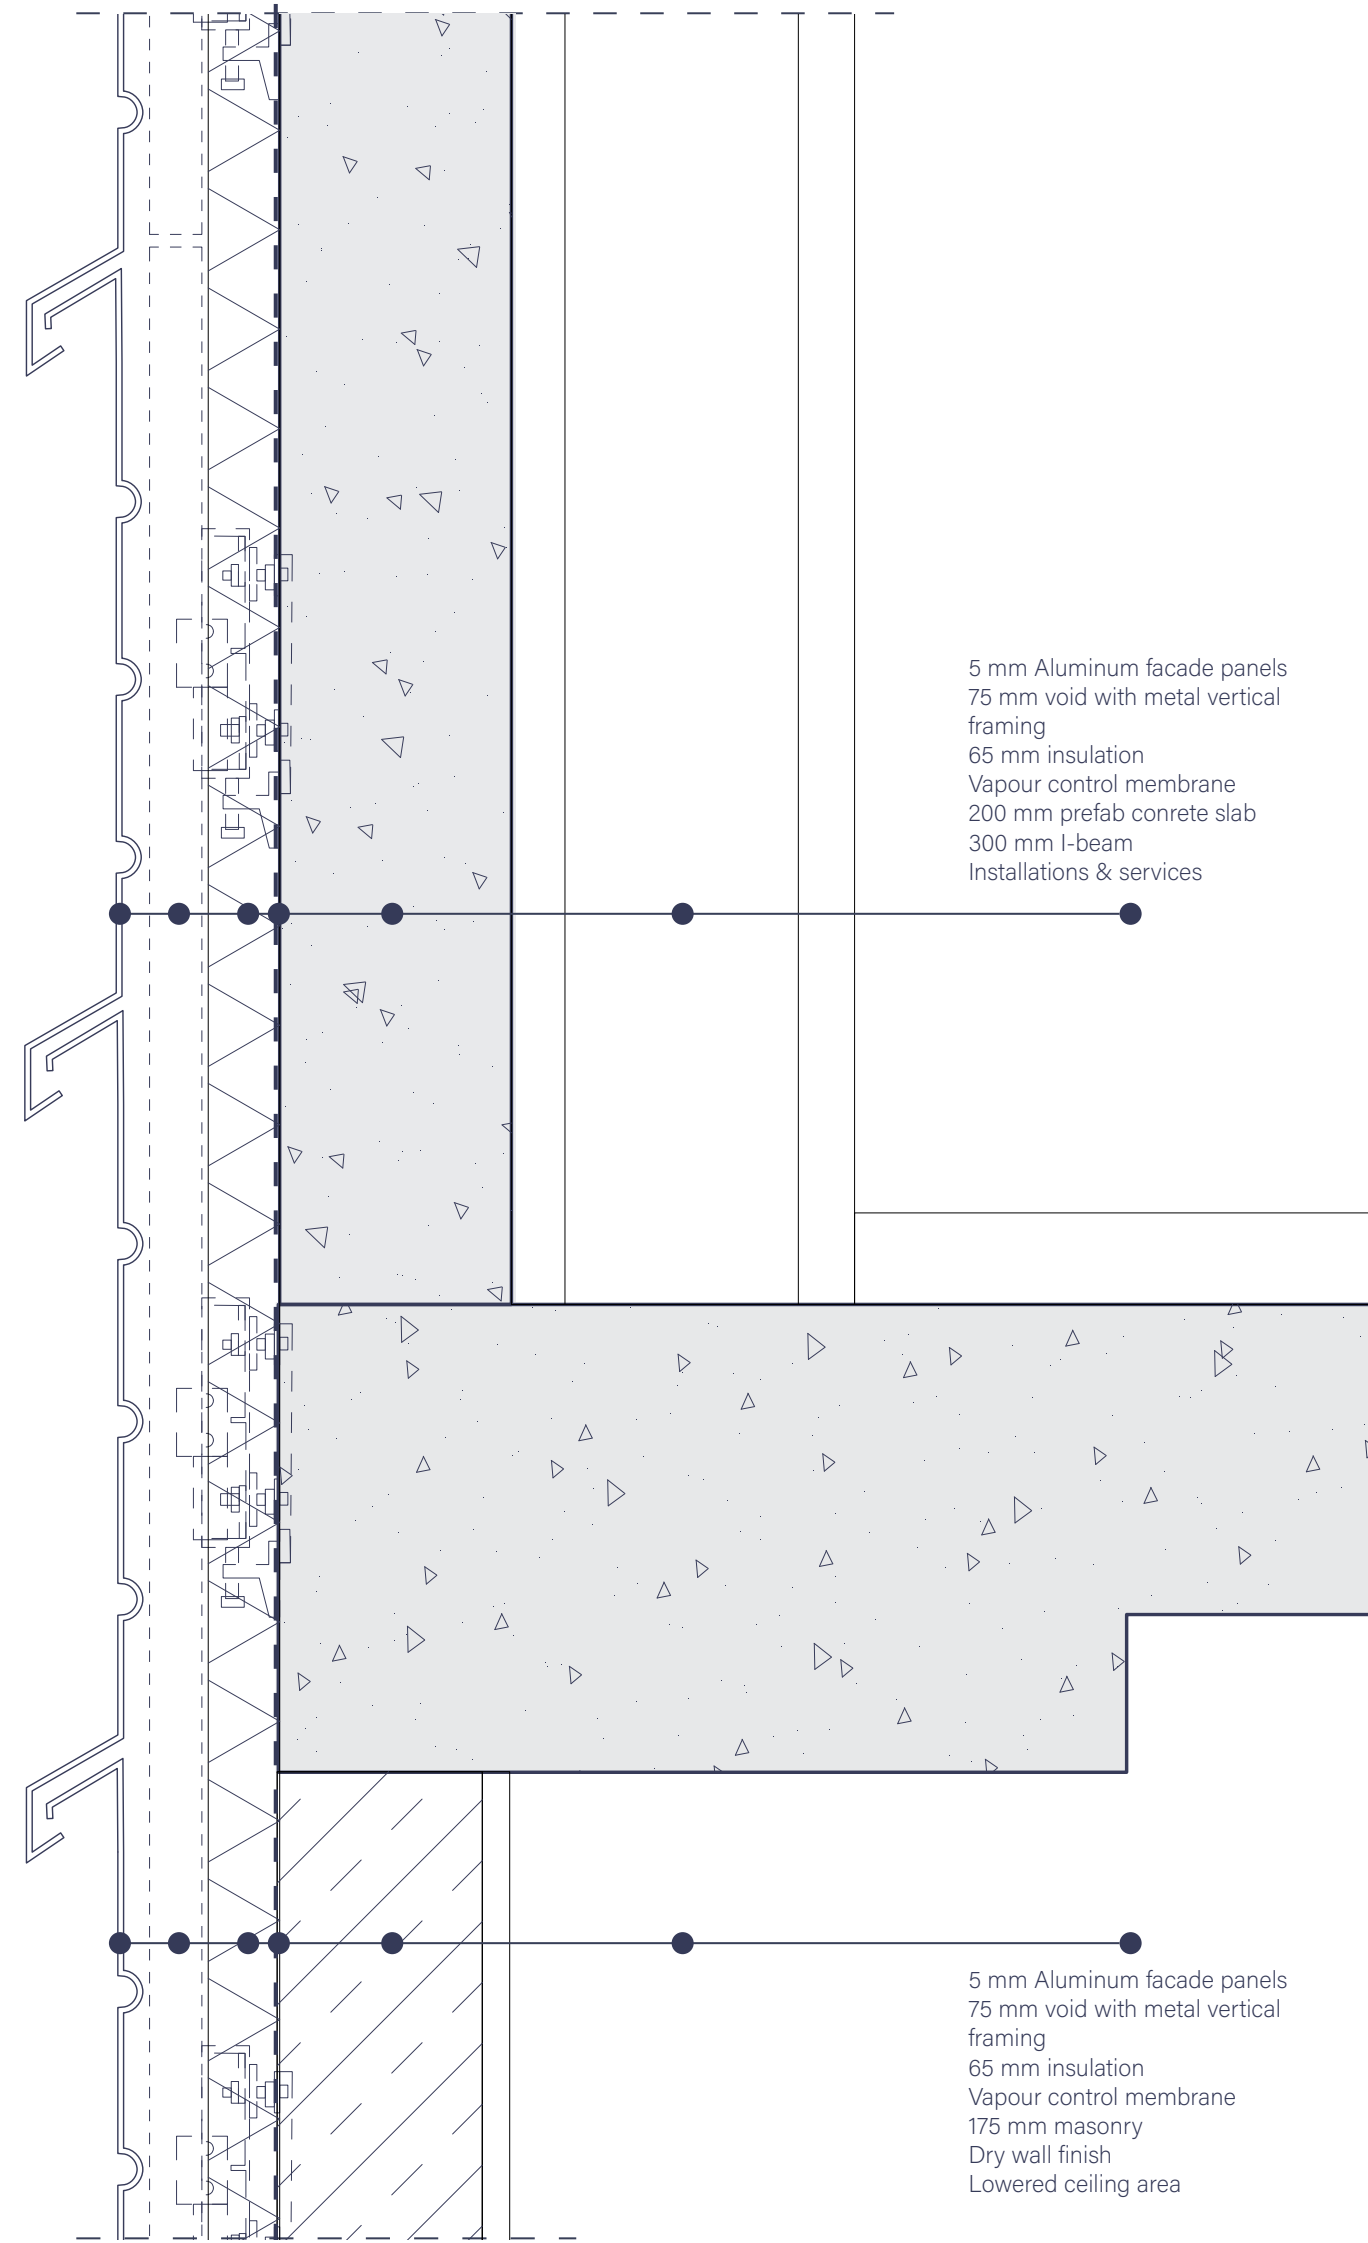 5 mm Aluminum facade panels
75 mm void with metal vertical
framing
65 mm insulation
Vapour control membrane
200 mm prefab conrete slab
300 mm I-beam
Installations & services
5 mm Aluminum facade panels
75 mm void with metal vertical
framing
65 mm insulation
Vapour control membrane
175 mm masonry
Dry wall finish
Lowered ceiling area